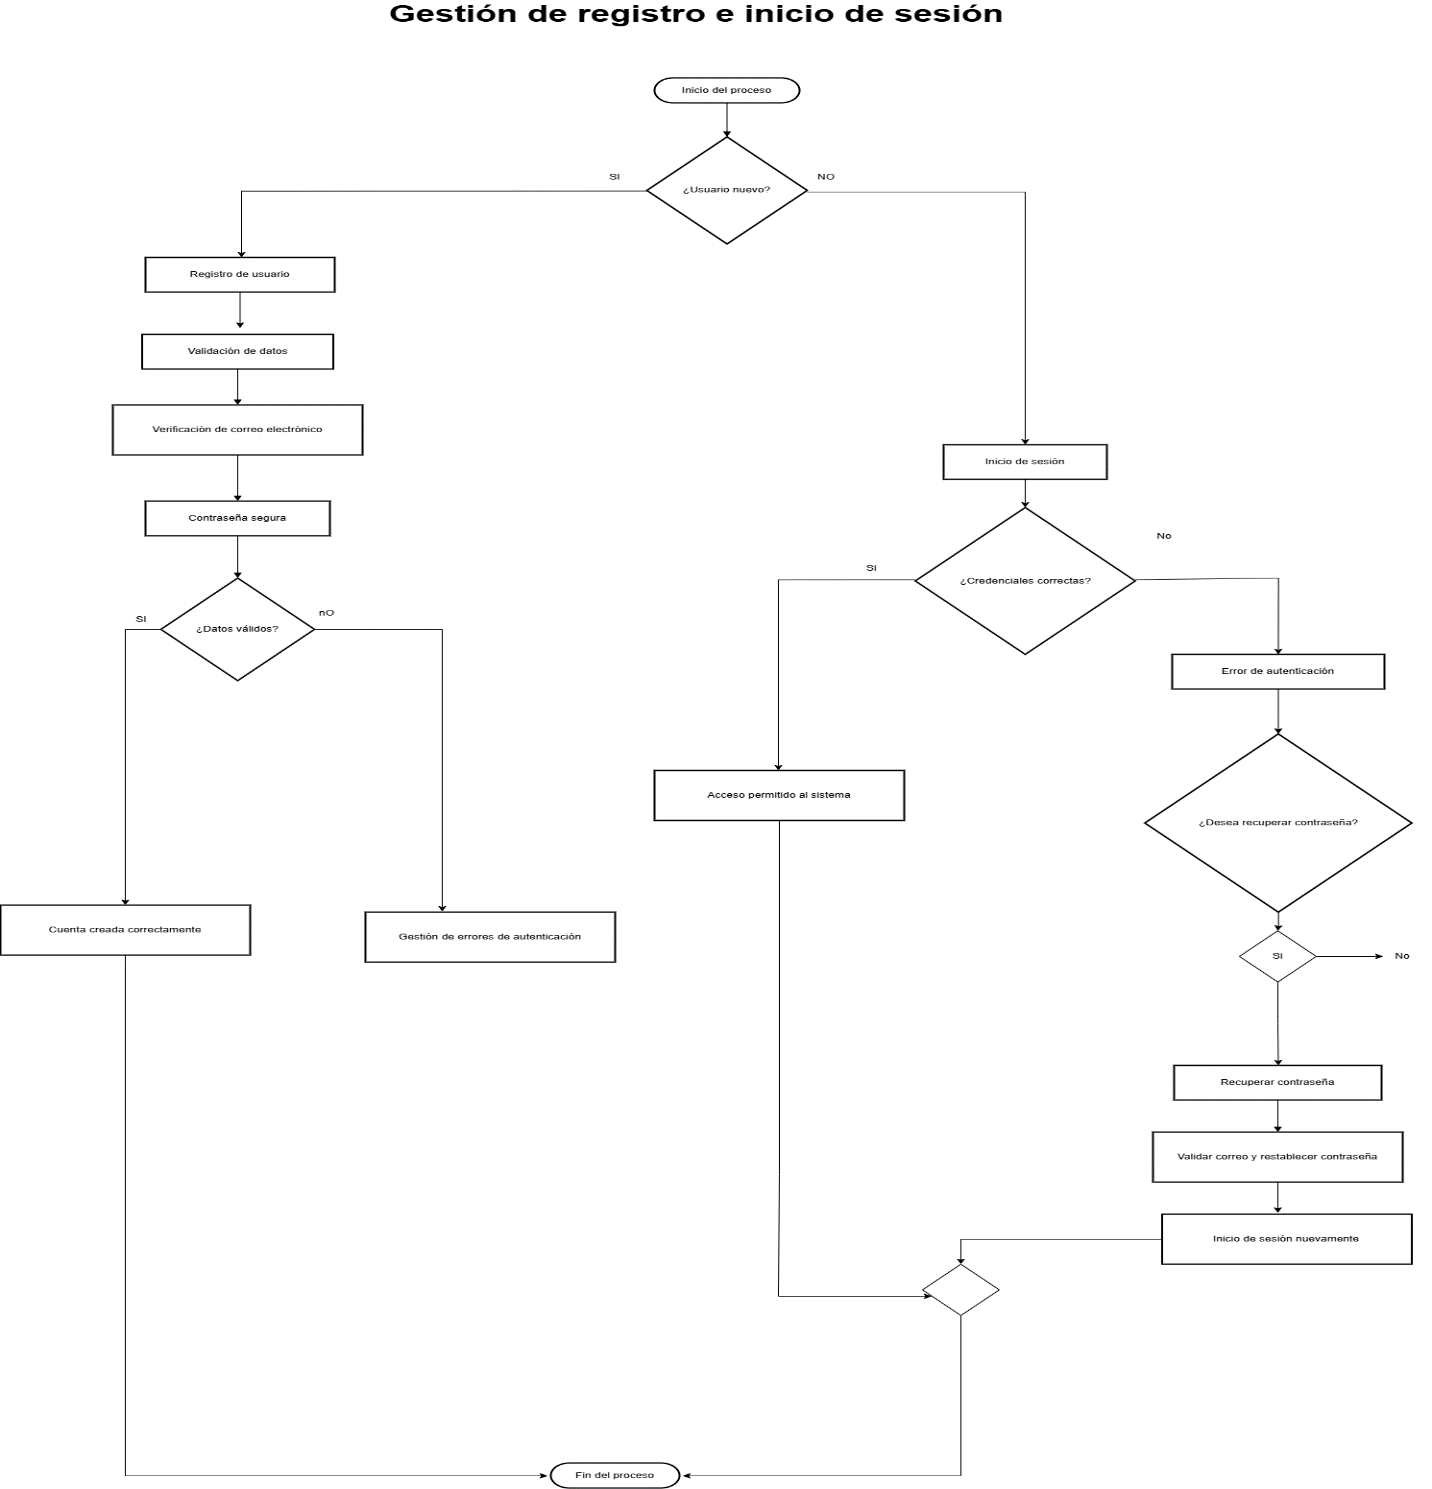 Gestión de registro e inicio de sesión
Inicio del proceso
¿Usuario nuevo?
SI
NO
Registro de usuario
Validación de datos
Verificación de correo electrónico
Contraseña segura
¿Datos válidos?
SI
nO
Cuenta creada correctamente
Gestión de errores de autenticación
Inicio de sesión
¿Credenciales correctas?
SI
No
Acceso permitido al sistema
Error de autenticación
¿Desea recuperar contraseña?
SI
No
Recuperar contraseña
Validar correo y restablecer contraseña
Inicio de sesión nuevamente
Fin del proceso